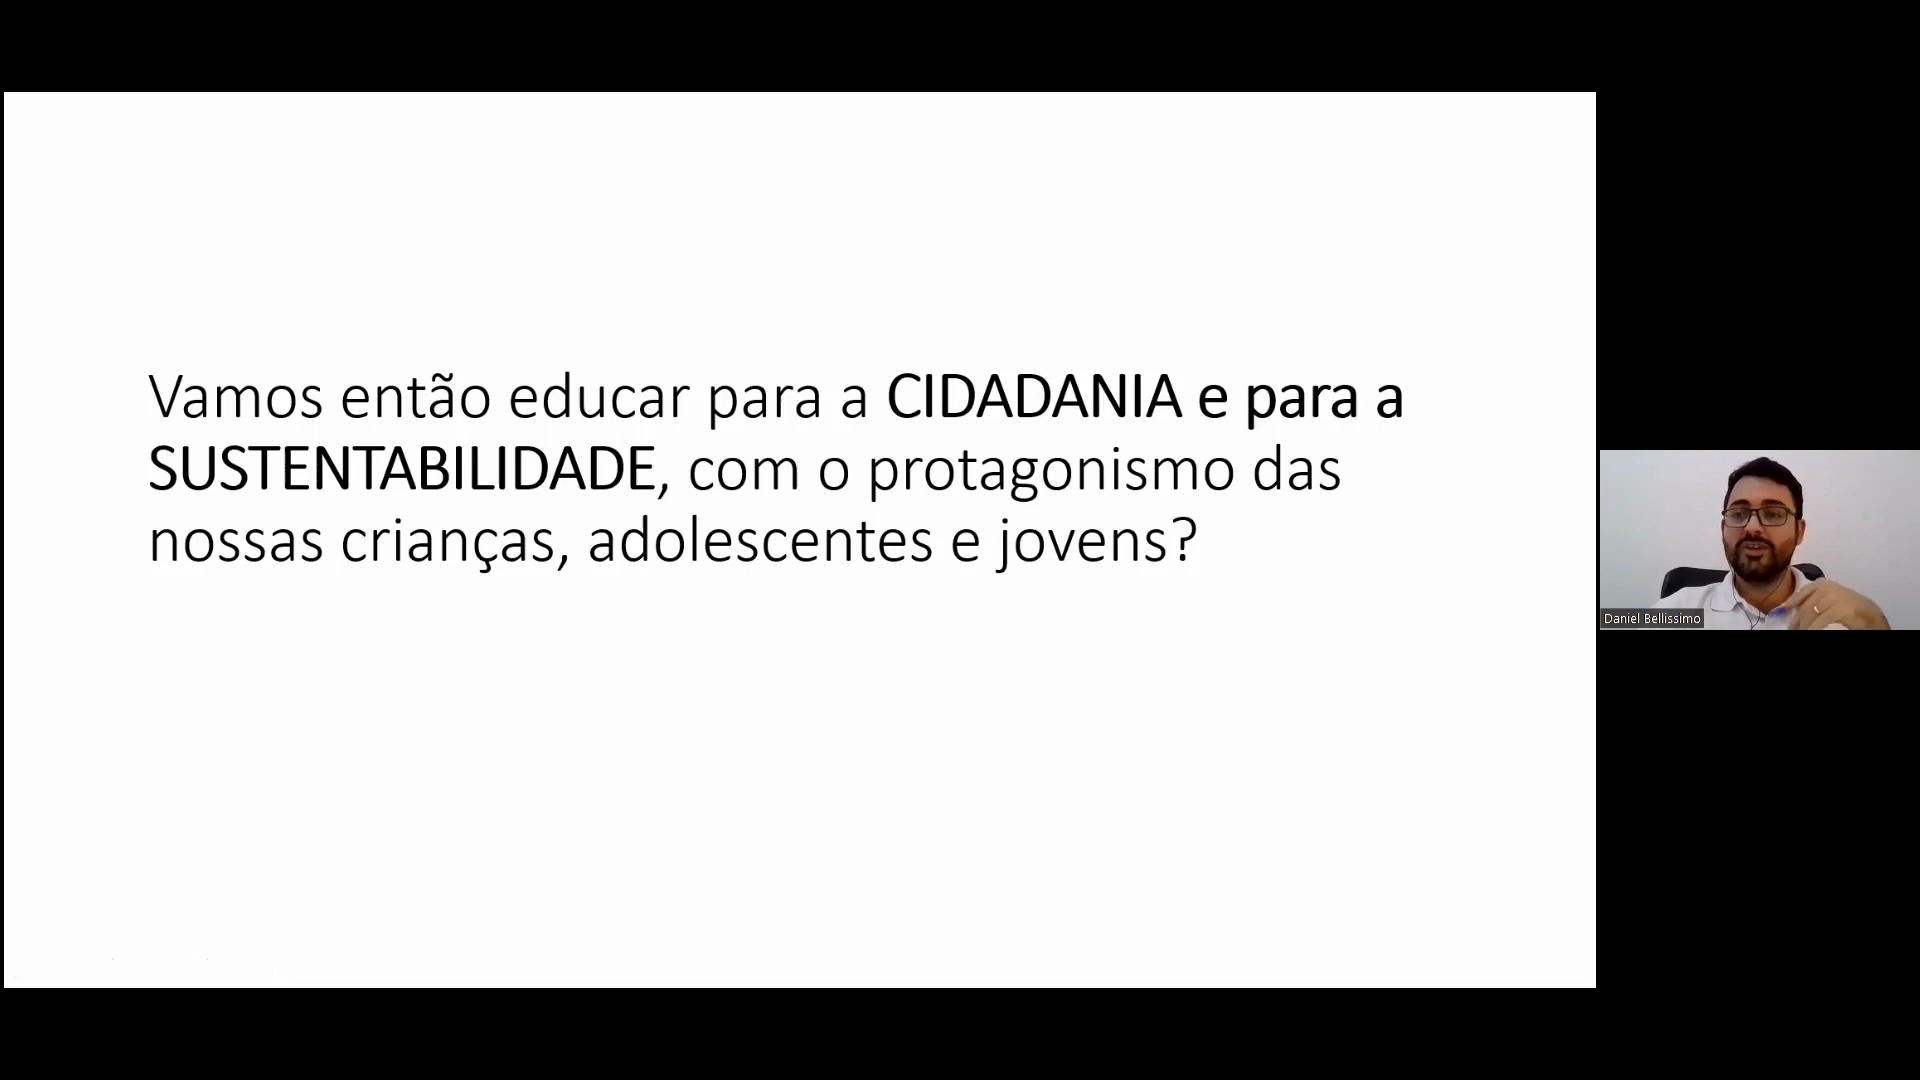 Vamos então educar para a CIDADANIA e para a
SUSTENTABILIDADE, com o protagonismo das
nossas crianças, adolescentes e jovens?
Daniel Bellissimo